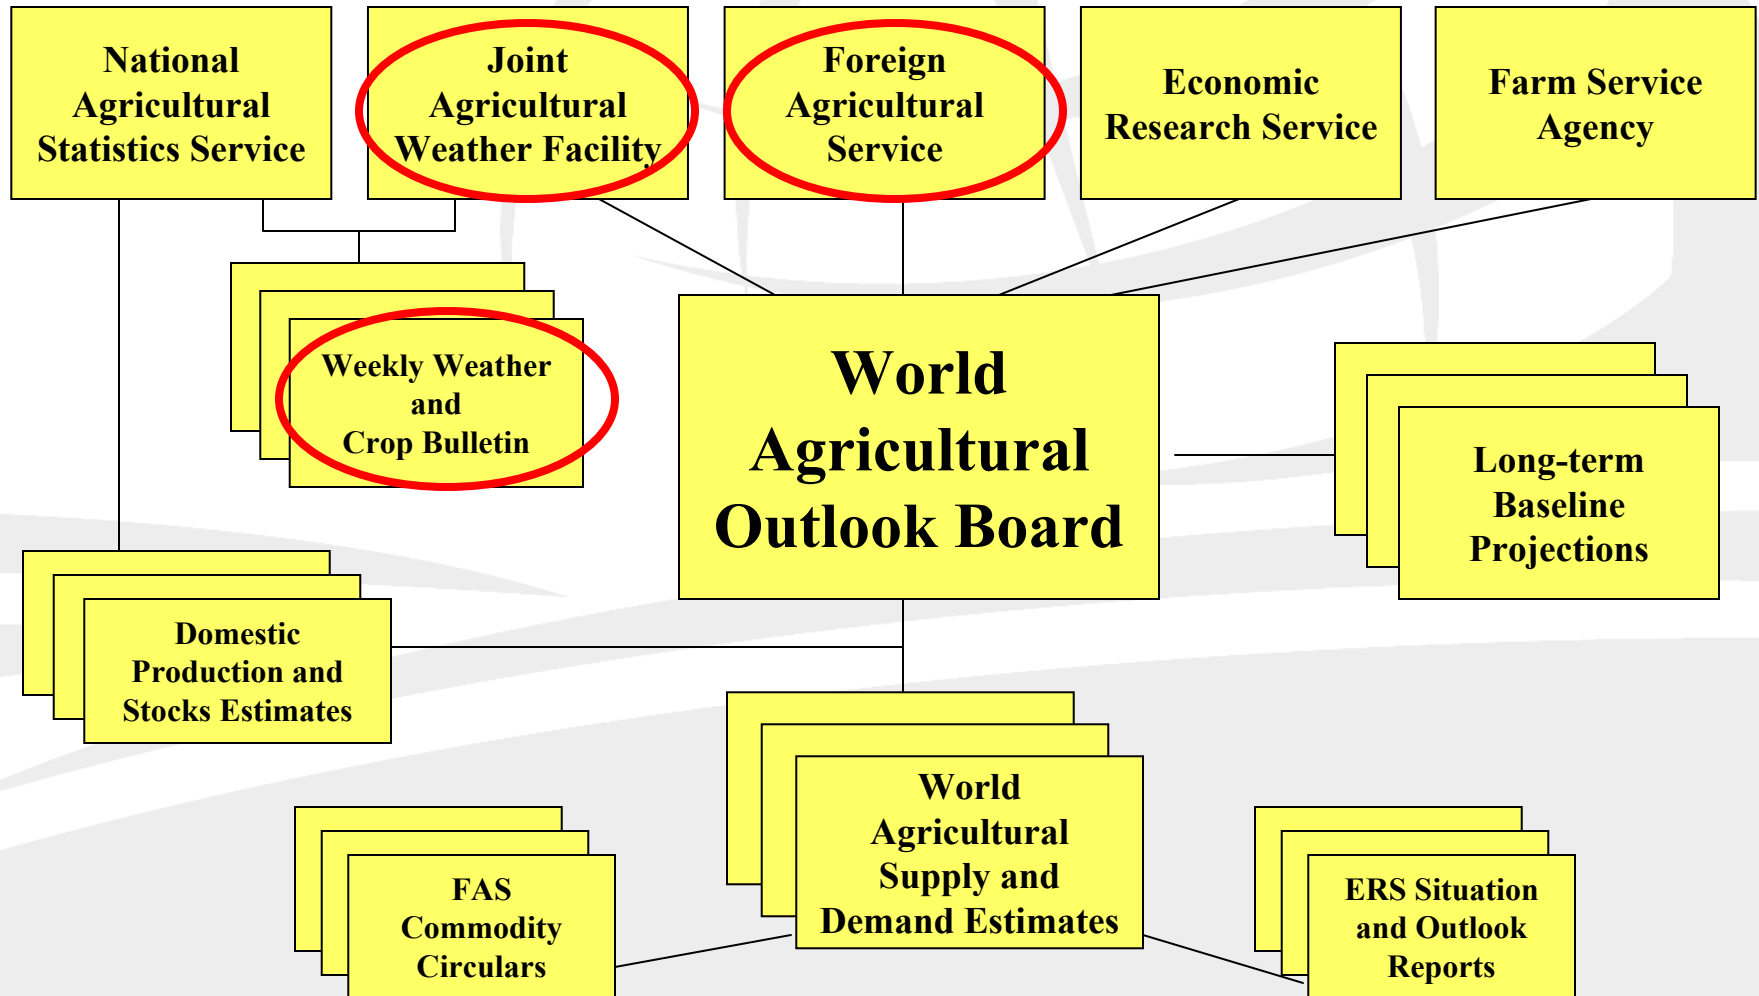 National
Agricultural
Statistics Service
Joint
Agricultural
Weather Facility
Foreign
Agricultural
Service
Economic
Research Service
Farm Service
Agency
Weekly Weather
and
Crop Bulletin
World
Agricultural
Outlook Board
Long-term
Baseline
Projections
Domestic
Production and
Stocks Estimates
World
Agricultural
Supply and
Demand Estimates
FAS
Commodity
Circulars
ERS Situation
and Outlook
Reports